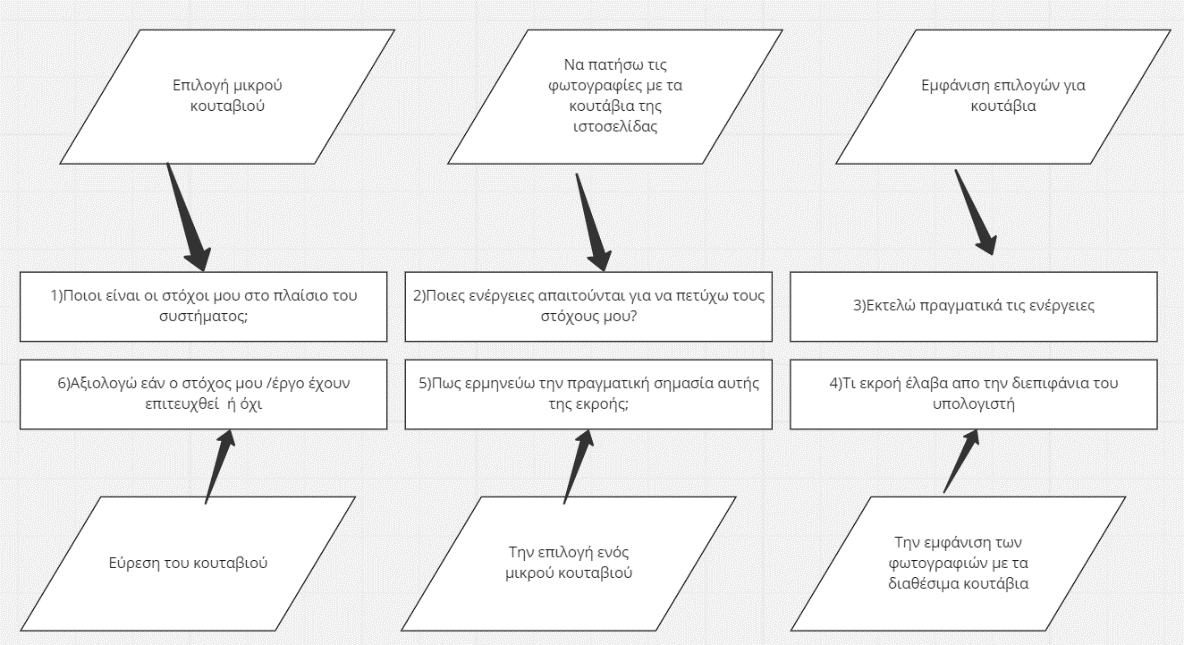 Επιλογή μικρού
κουταβιού
Να πατήσω τις
φωτογραφίες με τα
κουτάβια της
ιστοσελίδας
Εμφάνιση επιλογών για
κουτάβια
1)Ποιοι είναι οι στόχοι μου στο πλαίσιο του
συστήματος;
2)Ποιες ενέργειες απαιτούνται για να πετύχω τους
στόχους μου?
3)Εκτελώ πραγματικά τις ενέργειες
6)Αξιολογώ εάν ο στόχος μου /έργο έχουν
επιτευχθεί ή όχι
5)Πως ερμηνεύω την πραγματική σημασία αυτής
της εκροής;
4)Τι εκροή έλαβα απο την διεπιφάνια του
υπολογιστή
Εύρεση του κουταβιού
Την επιλογή ενός
μικρού κουταβιού
Την εμφάνιση των
φωτογραφιών με τα
διαθέσιμα κουτάβια